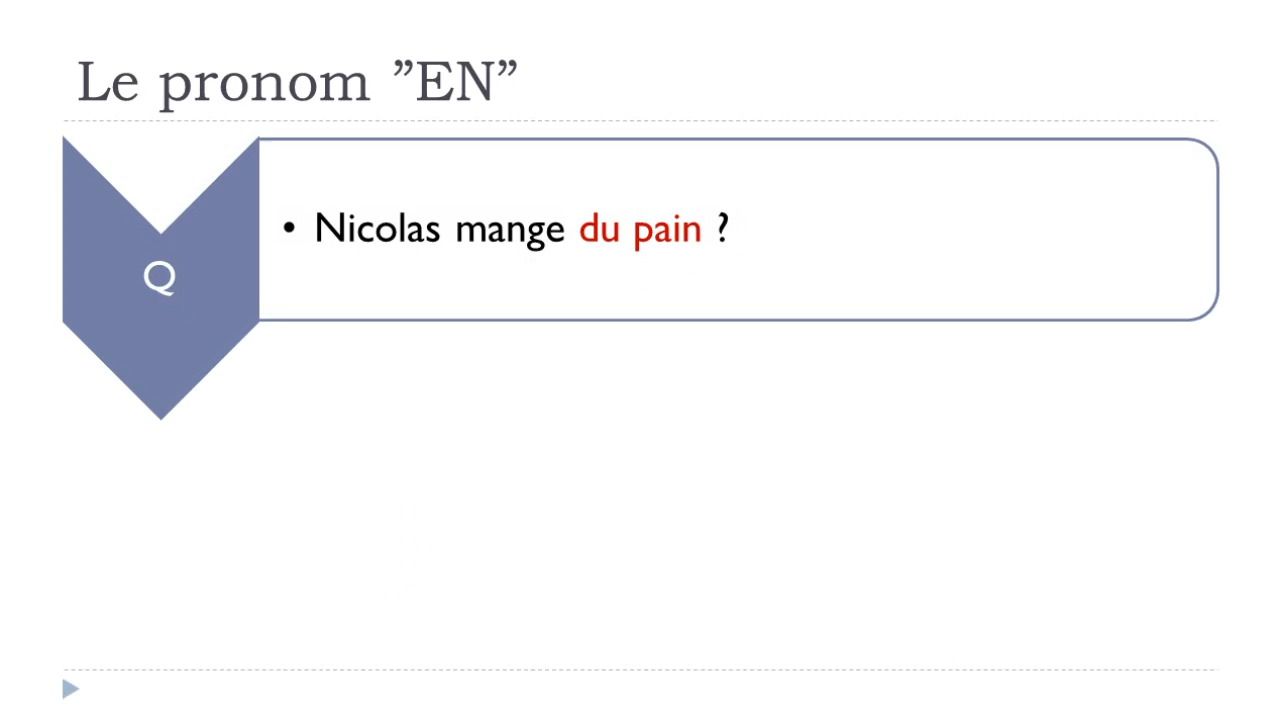 Le pronom ”EN”
Q
• Nicolas mange du pain ?